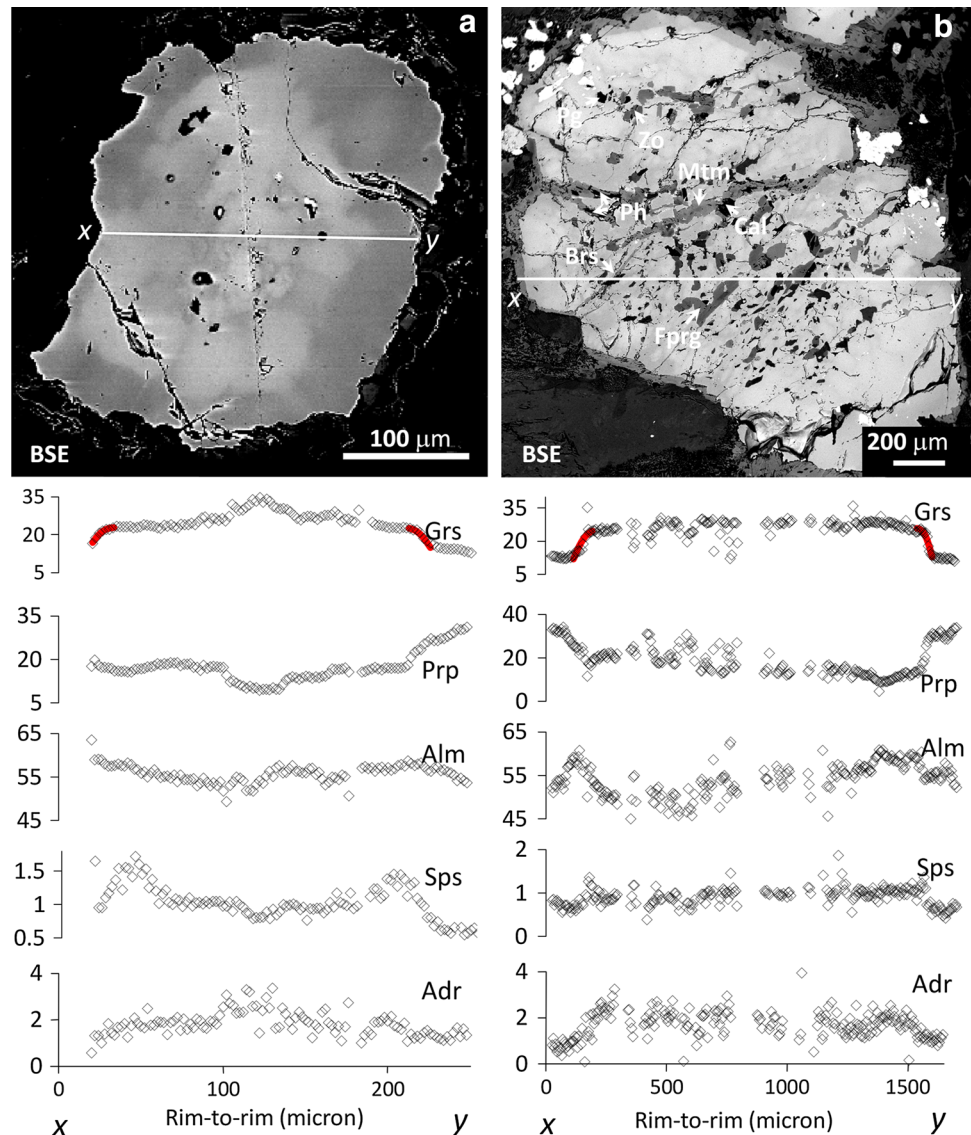 a
x
y
BSE
100 μm
b
Pg
Zo
Mtm
Ph
Cal
Brs
x
y
Fprg
BSE
200 μm
35
20
5
Grs
35
20
5
Prp
65
55
45
Alm
1.5
1
0.5
Sps
4
2
0
Adr
0
100
200
x
Rim-to-rim (micron)
y
35
20
5
Grs
40
20
0
Prp
65
55
45
Alm
2
1
0
Sps
4
2
0
Adr
0
500
1000
1500
x
Rim-to-rim (micron)
y